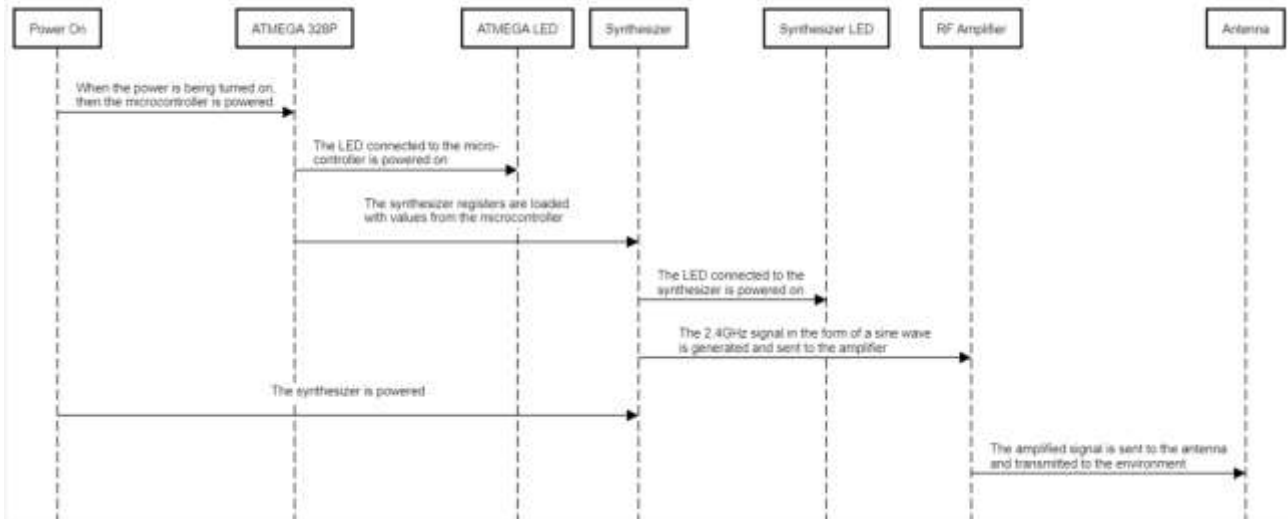 Power On
ATMEGA 328P
ATMEGA LED
Synthesizer
Synthesizer LED
RF Amplifier
Antenna
When the power is being turned on,
then the microcontroller is powered
The LED connected to the micro-
controller is powered on
The synthesizer registers are loaded
with values from the microcontroller
The LED connected to the
synthesizer is powered on
The 2.4GHz signal in the form of a sine wave
is generated and sent to the amplifier
The synthesizer is powered
The amplified signal is sent to the antenna
and transmitted to the environment